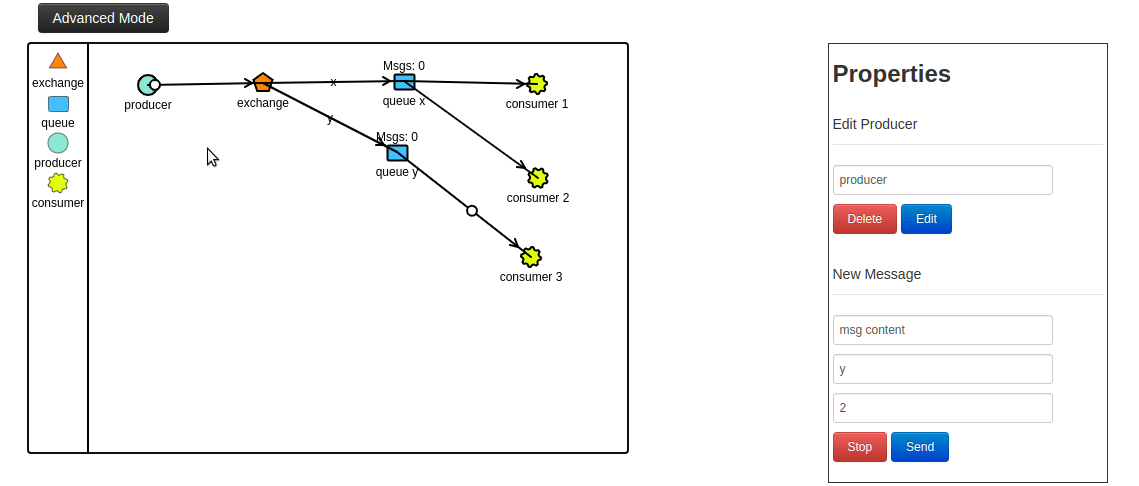 Advanced Mode
exchange
queue
producer
consumer
producer
exchange
x
y
Msgs: 0
queue x
Msgs: 0
queue y
consumer 1
consumer 2
consumer 3
Properties
Edit Producer
producer
Delete Edit
New Message
msg content
y
2
Stop Send